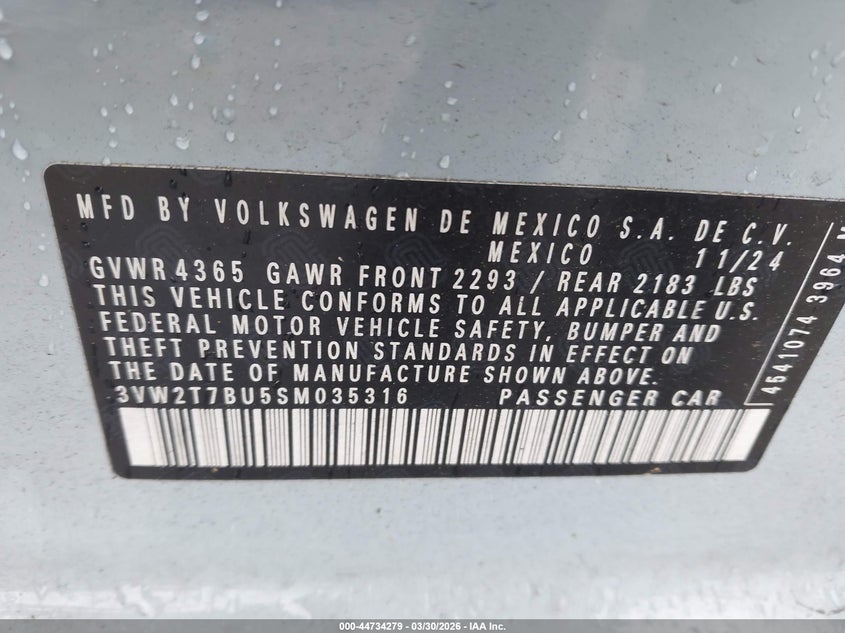 MFD BY VOLKSWAGEN DE MEXICO S.A. DE C.V.
MEXICO 11/24
GVWR 4365 GAWR FRONT 2293 / REAR 2183 LBS
THIS VEHICLE CONFORMS TO ALL APPLICABLE U.S.
FEDERAL MOTOR VEHICLE SAFETY, BUMPER AND
THEFT PREVENTION STANDARDS IN EFFECT ON
THE DATE OF MANUFACTURE SHOWN ABOVE.
3VW2T7BU5SM035316 PASSENGER CAR
4641074 3964
000-44734279 - 03/30/2026 - IAA Inc.